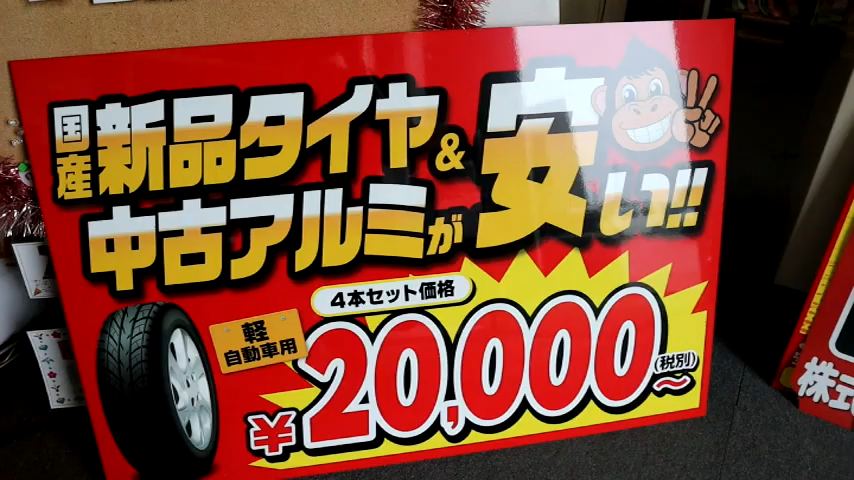 国産新品タイヤ&
中古アルミが安い!!
4本セット価格
軽
自動車用
¥20,000~
(税別)
株式